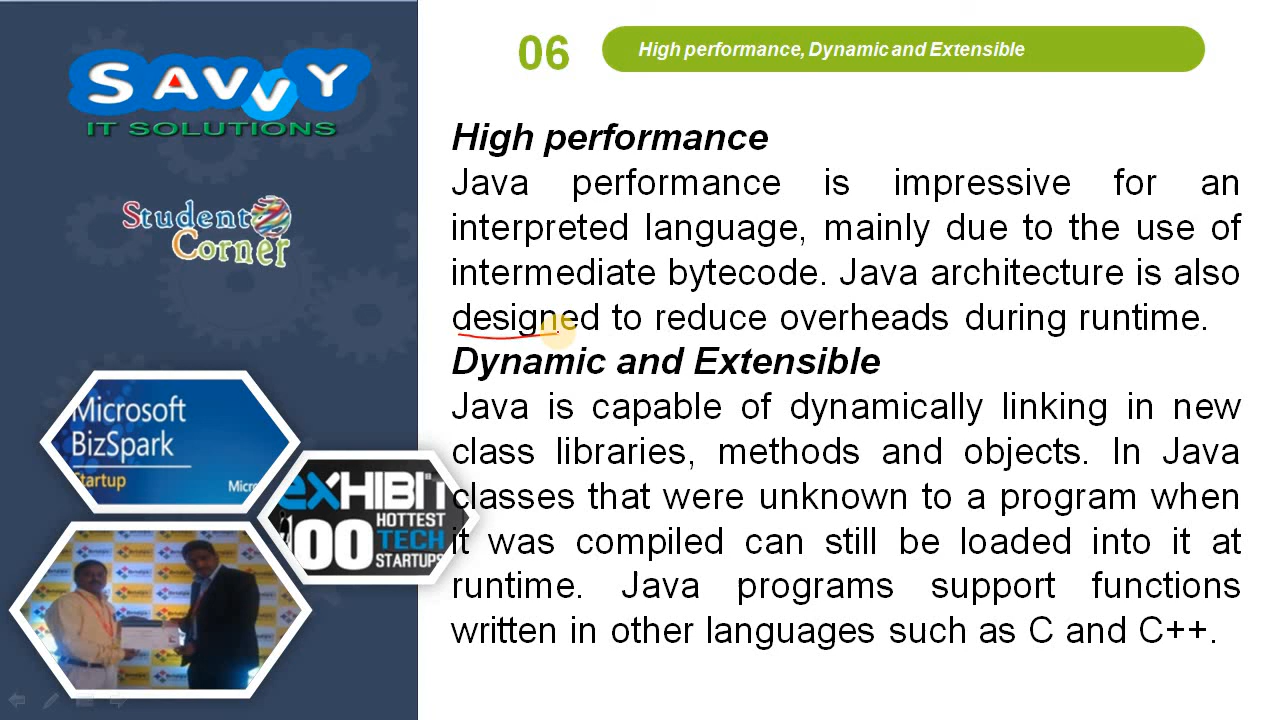 SAVVY
IT SOLUTIONS
Student
Corner
Microsoft
BizSpark
Startup
EXHIBIT
100
HOTTEST
TECH
STARTUPS
06
High performance, Dynamic and Extensible
High performance
Java performance is impressive for an
interpreted language, mainly due to the use of
intermediate bytecode. Java architecture is also
designed to reduce overheads during runtime.
Dynamic and Extensible
Java is capable of dynamically linking in new
class libraries, methods and objects. In Java
classes that were unknown to a program when
it was compiled can still be loaded into it at
runtime. Java programs support functions
written in other languages such as C and C++.